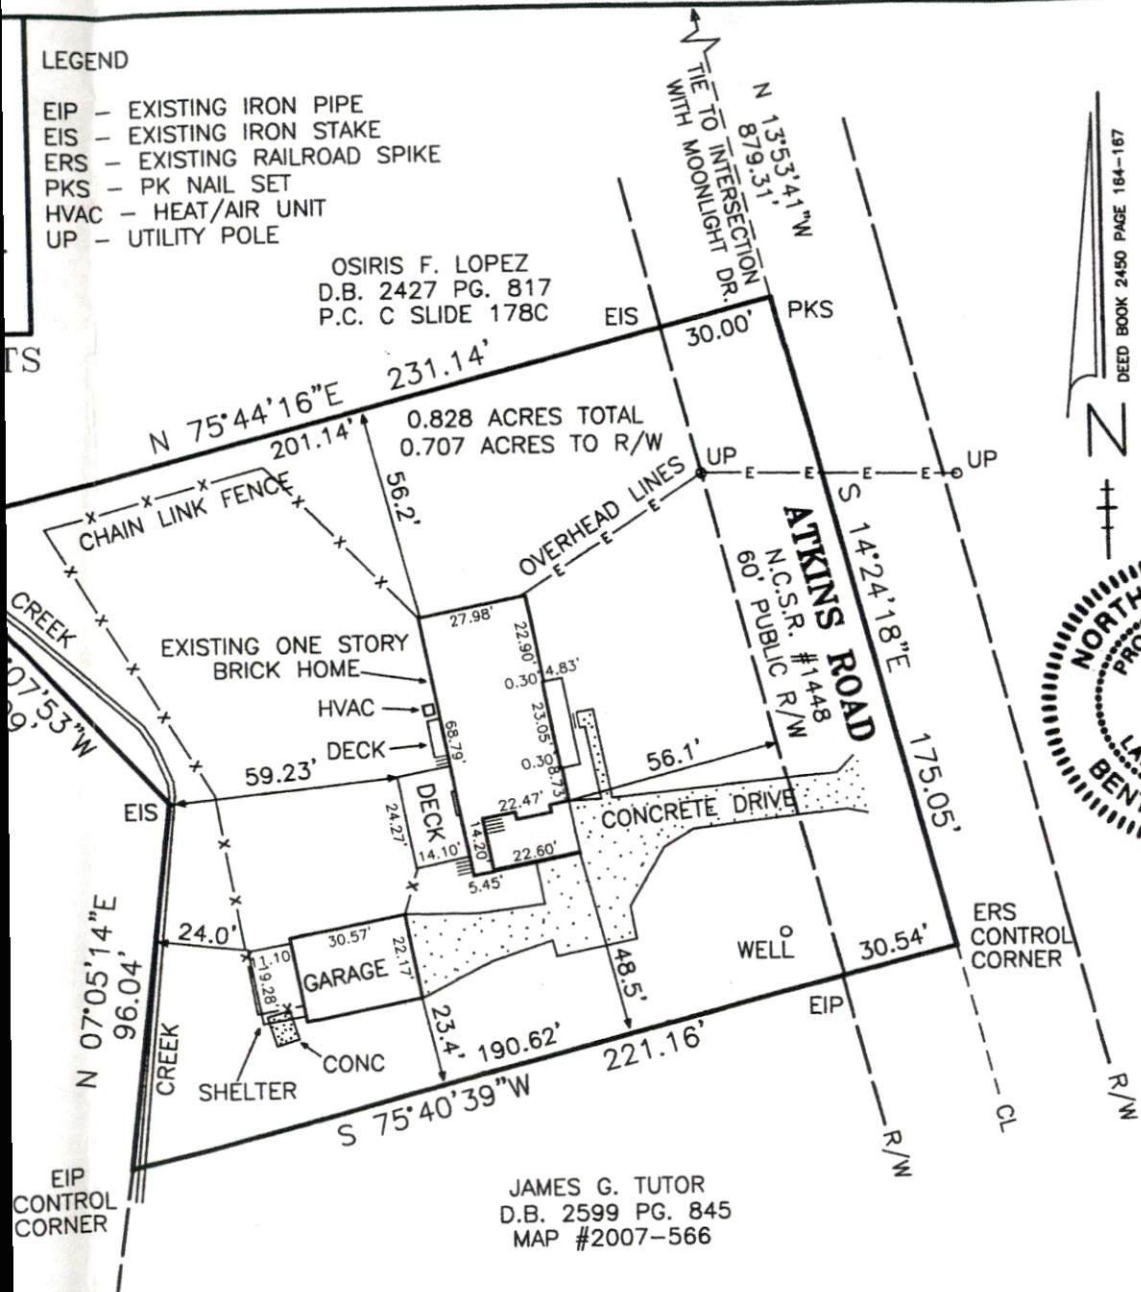 LEGEND
EIP – EXISTING IRON PIPE
EIS – EXISTING IRON STAKE
ERS – EXISTING RAILROAD SPIKE
PKS – PK NAIL SET
HVAC – HEAT/AIR UNIT
UP – UTILITY POLE
TS
OSIRIS F. LOPEZ
D.B. 2427 PG. 817
P.C. C SLIDE 178C
TIE TO INTERSECTION
WITH MOONLIGHT DR.
N 13°53'41"W
879.31'
DEED BOOK 2450 PAGE 164–167
N
EIS
30.00'
PKS
N 75°44'16"E
231.14'
201.14'
0.828 ACRES TOTAL
0.707 ACRES TO R/W
56.2'
CHAIN LINK FENCE
OVERHEAD LINES
UP
E E E E
UP
E E E
ATKINS ROAD
N.C.S.R. #1448
60' PUBLIC R/W
S 14°24'18"E
175.05'
NORTH
BEN
CREEK
07'53"W
EXISTING ONE STORY
BRICK HOME
HVAC
DECK
27.98'
22.90'
0.30'
4.83'
23.05'
0.30'
8.73'
68.79'
59.23'
EIS
DECK
24.27'
14.10'
22.47'
14.20'
22.60'
5.45'
56.1'
CONCRETE DRIVE
N 07°05'14"E
96.04'
24.0'
11.10
19.28'
30.57'
22.17'
GARAGE
23.4'
48.5'
WELL
30.54'
ERS
CONTROL
CORNER
EIP
CREEK
SHELTER
CONC
190.62'
221.16'
S 75°40'39"W
R/W
CL
R/W
EIP
CONTROL
CORNER
JAMES G. TUTOR
D.B. 2599 PG. 845
MAP #2007–566